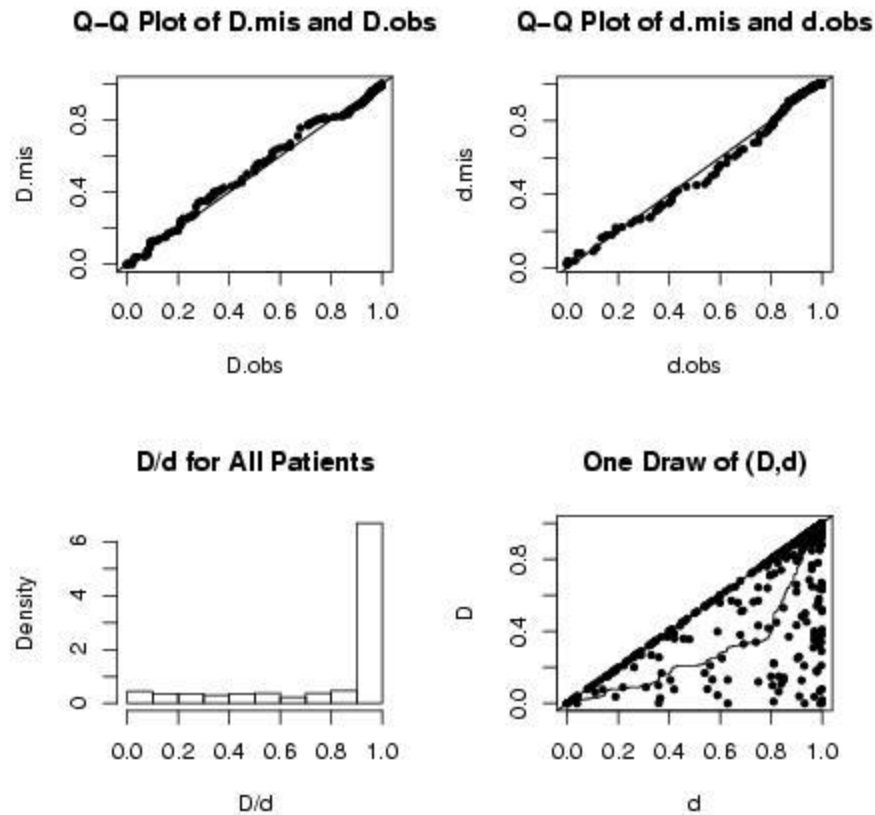 Q-Q Plot of D.mis and D.obs
D.mis
0.0 0.4 0.8
0.0 0.2 0.4 0.6 0.8 1.0
D.obs
Q-Q Plot of d.mis and d.obs
d.mis
0.0 0.4 0.8
0.0 0.2 0.4 0.6 0.8 1.0
d.obs
D/d for All Patients
Density
0 2 4 6
0.0 0.2 0.4 0.6 0.8 1.0
D/d
One Draw of (D,d)
D
0.0 0.4 0.8
0.0 0.2 0.4 0.6 0.8 1.0
d